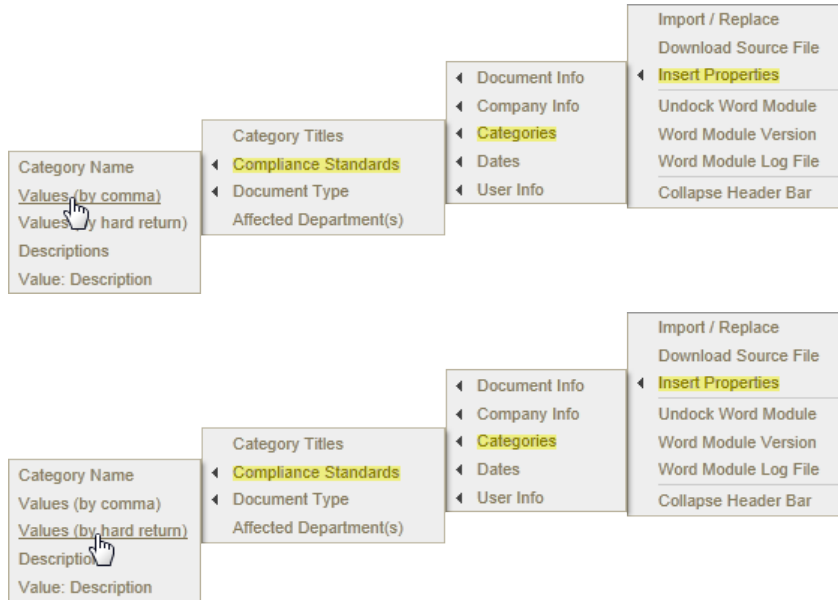 Import / Replace
Download Source File
Insert Properties
Undock Word Module
Word Module Version
Word Module Log File
Collapse Header Bar
Document Info
Company Info
Categories
Dates
User Info
Category Titles
Compliance Standards
Document Type
Affected Department(s)
Category Name
Values (by comma)
Values (by hard return)
Descriptions
Value: Description
Import / Replace
Download Source File
Insert Properties
Undock Word Module
Word Module Version
Word Module Log File
Collapse Header Bar
Document Info
Company Info
Categories
Dates
User Info
Category Titles
Compliance Standards
Document Type
Affected Department(s)
Category Name
Values (by comma)
Values (by hard return)
Descriptions
Value: Description